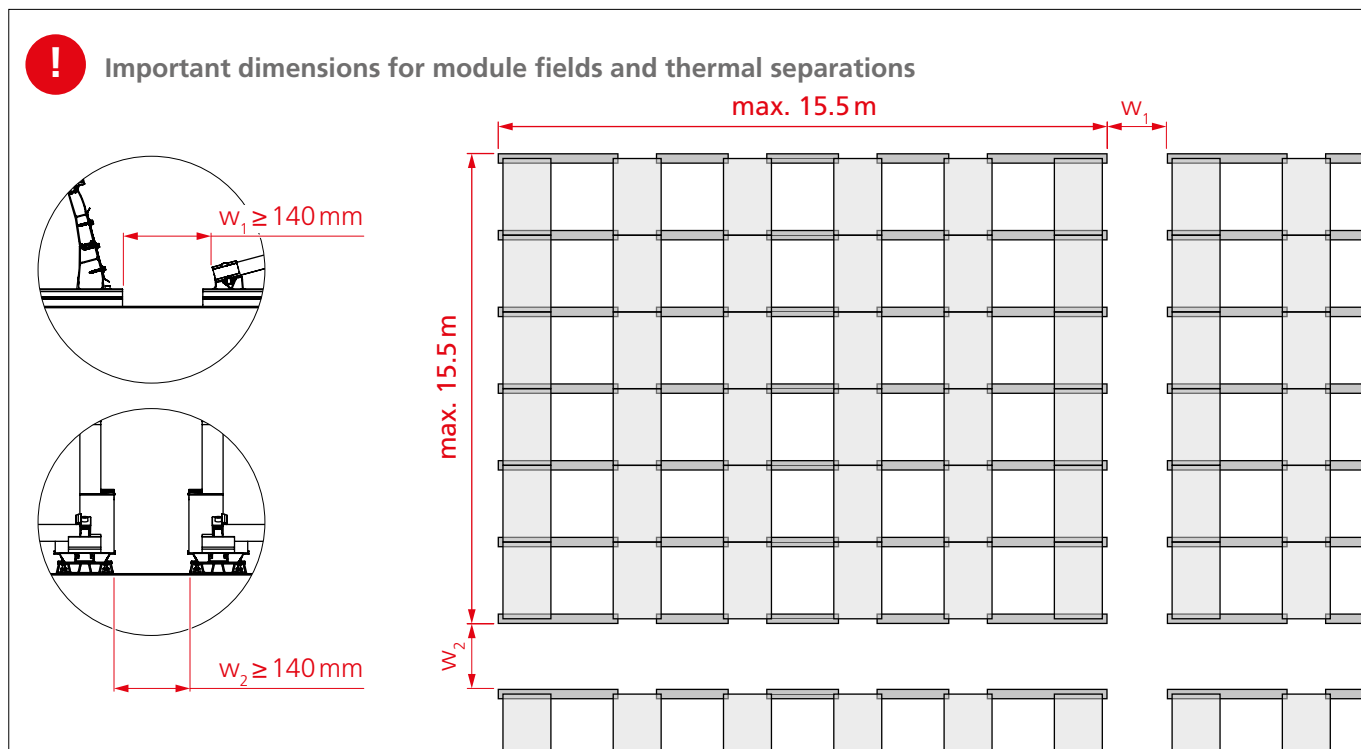 !
Important dimensions for module fields and thermal separations
max. 15.5 m
w₁
w₁ ≥ 140 mm
max. 15.5 m
w₂
w₂ ≥ 140 mm